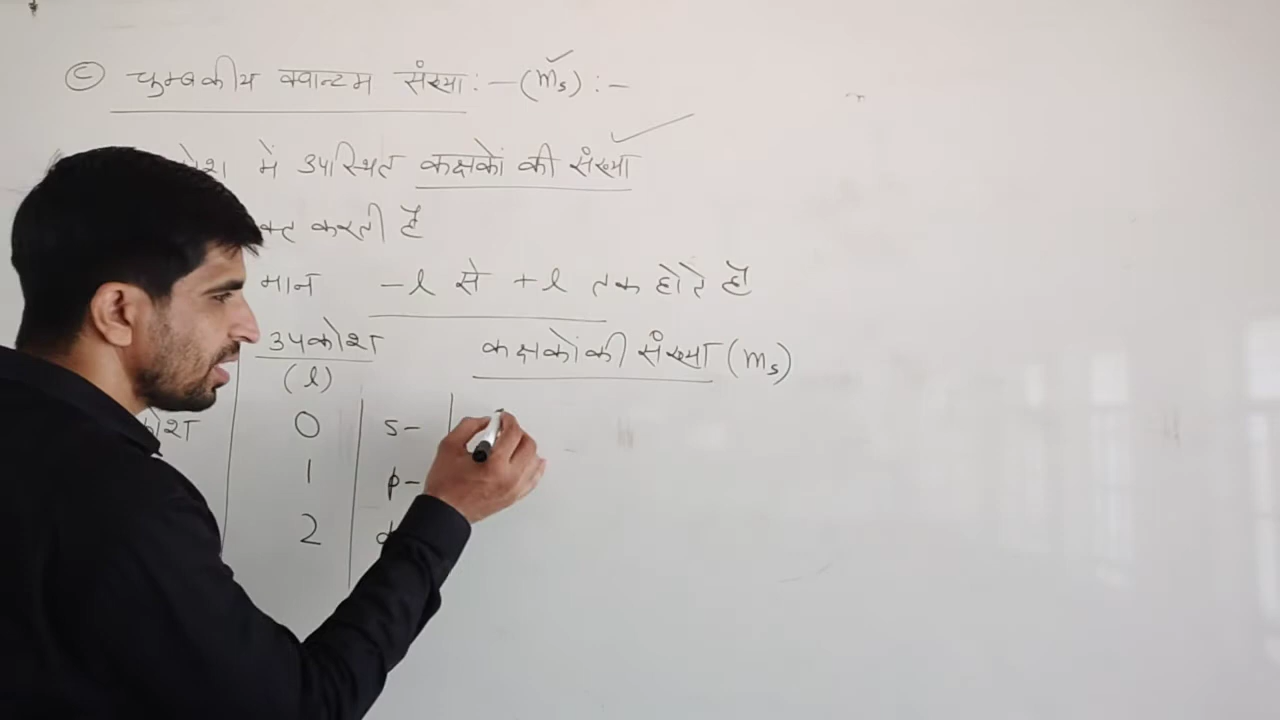 C चुम्बकीय क्वान्टम संख्या : – (ms) : –
में उपस्थित कक्षकों की संख्या
करती है
मान -l से +l तक होते है
उपकोश कक्षकों की संख्या (ms)
(l)
0 s-
1 p-
2 d